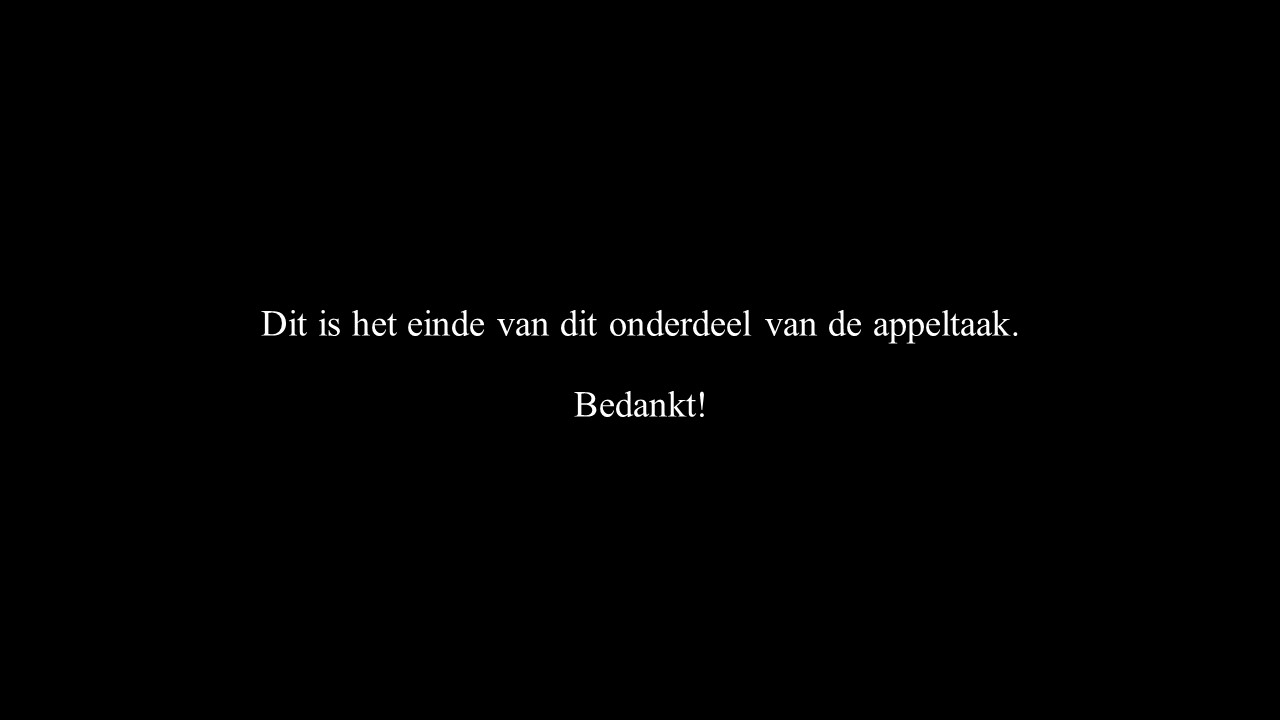 Dit is het einde van dit onderdeel van de appeltaak.
Bedankt!